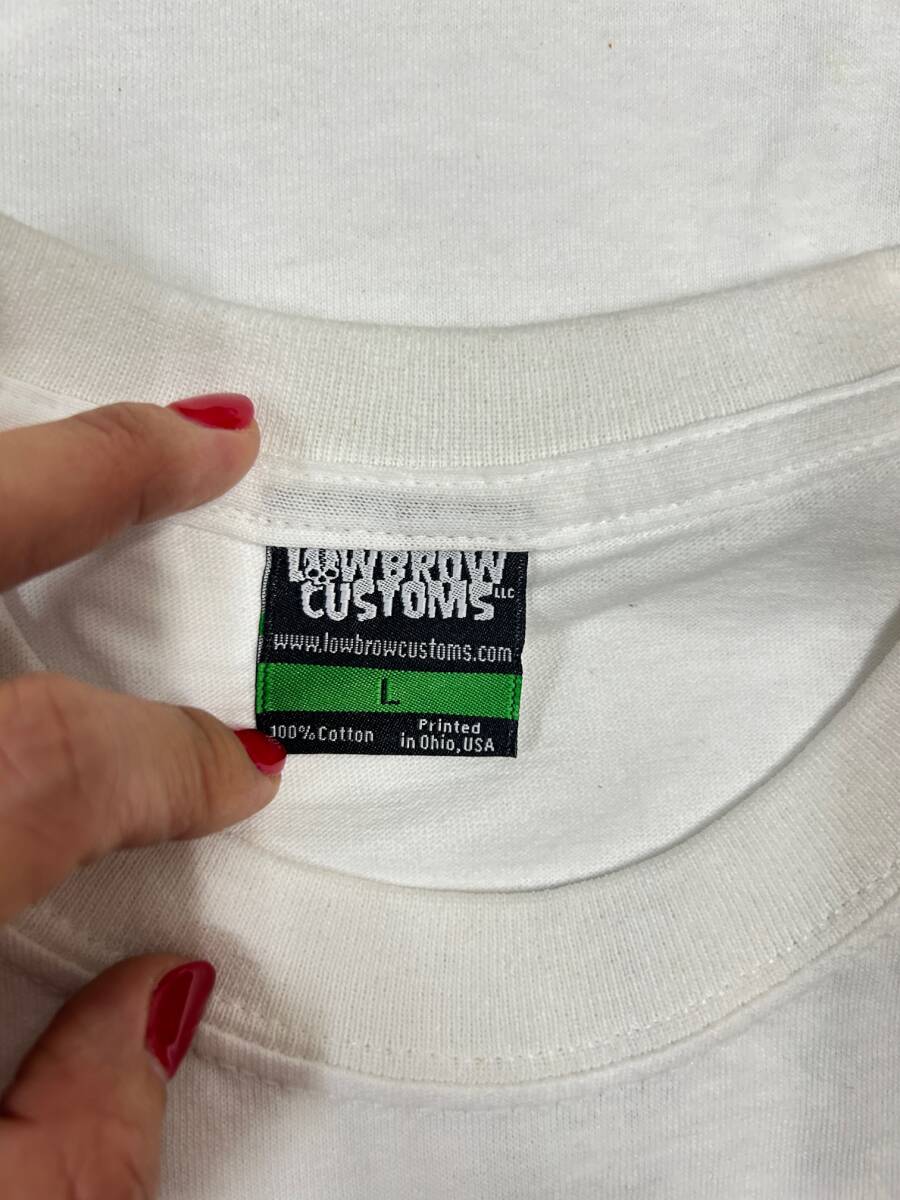 LOWBROW
CUSTOMS LLC
www.lowbrowcustoms.com
L
100% Cotton
Printed
in Ohio, USA